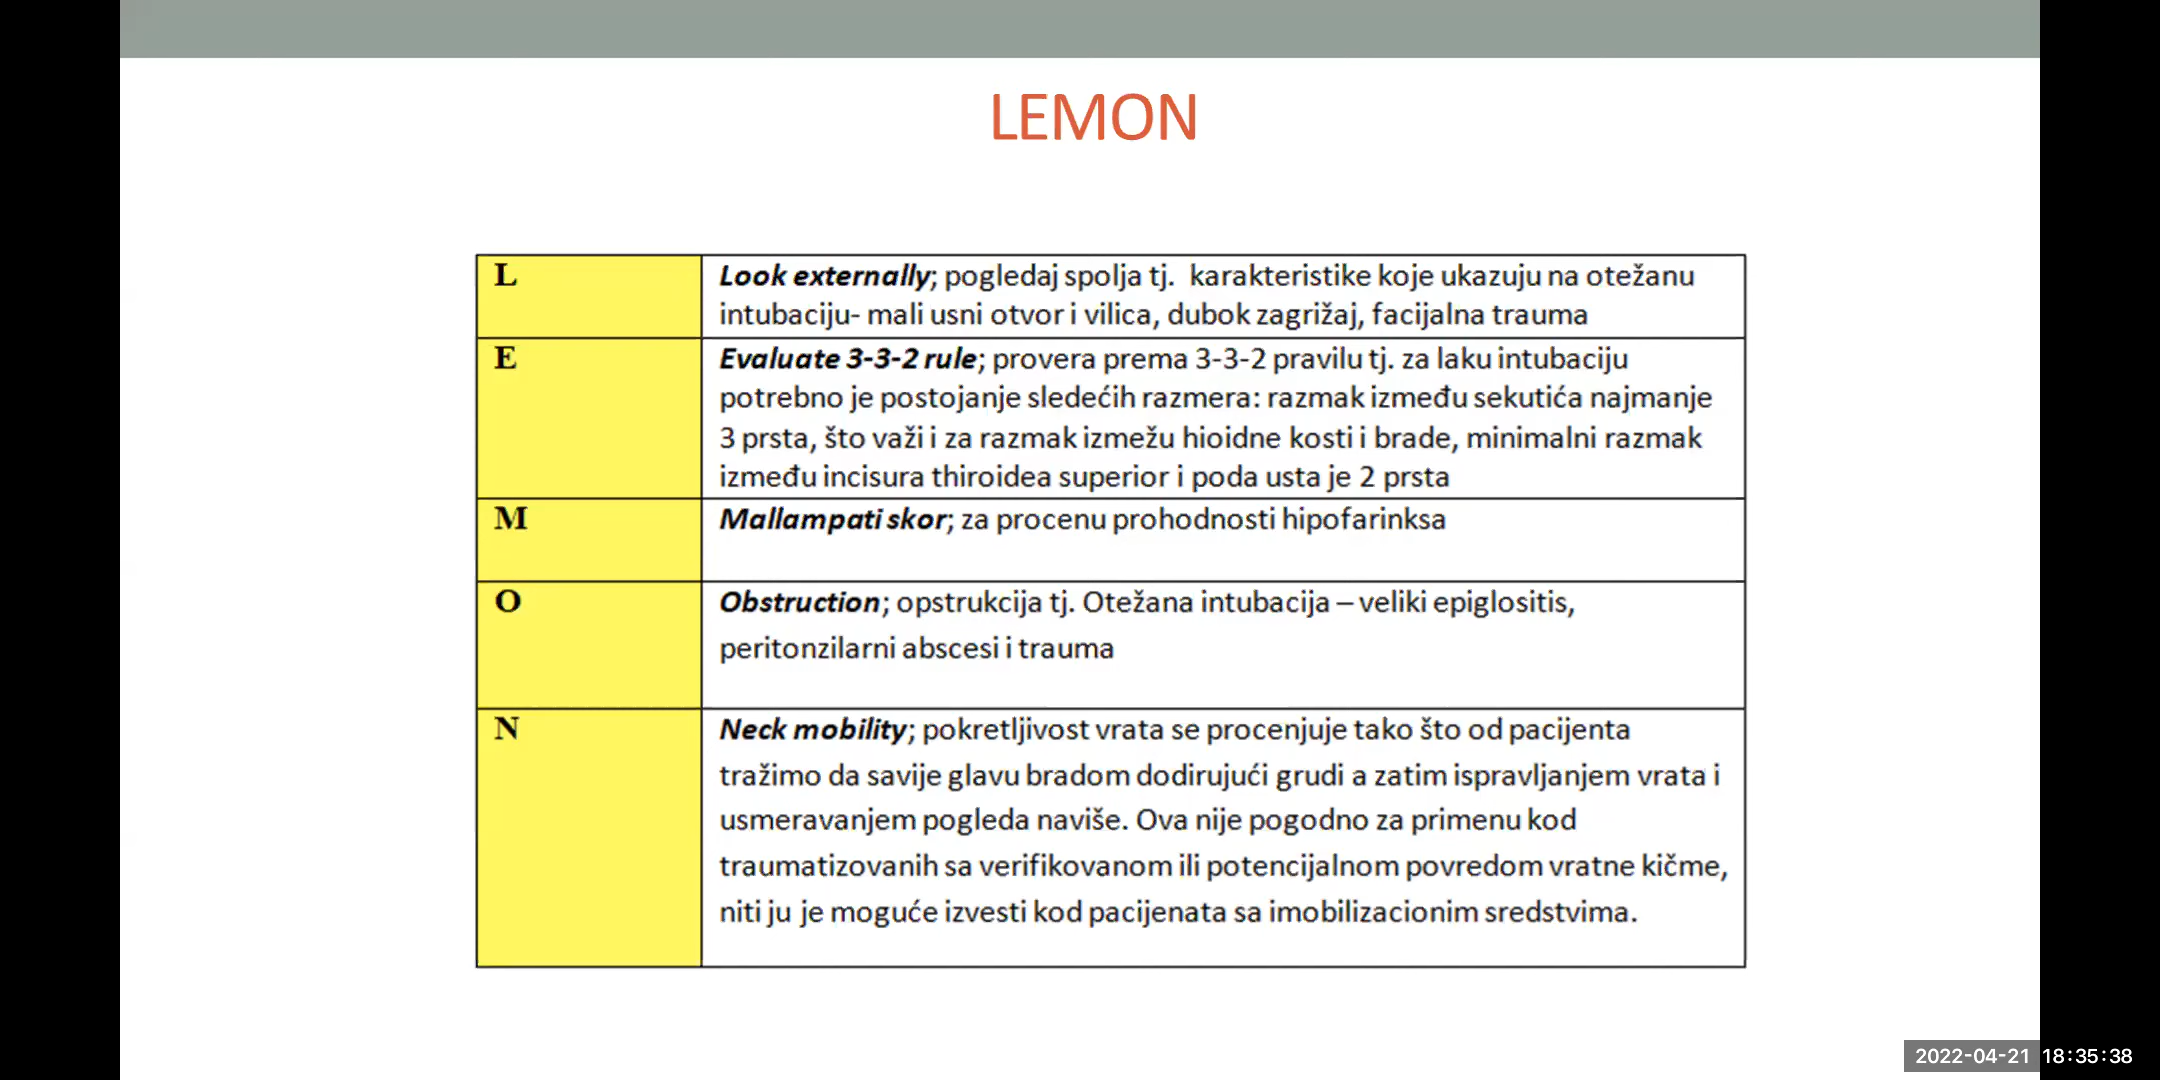 LEMON
L
Look externally; pogledaj spolja tj. karakteristike koje ukazuju na otežanu
intubaciju- mali usni otvor i vilica, dubok zagrižaj, facijalna trauma
E
Evaluate 3-3-2 rule; provera prema 3-3-2 pravilu tj. za laku intubaciju
potrebno je postojanje sledećih razmera: razmak između sekutića najmanje
3 prsta, što važi i za razmak izmežu hioidne kosti i brade, minimalni razmak
između incisura thiroidea superior i poda usta je 2 prsta
M
Mallampati skor; za procenu prohodnosti hipofarinksa
O
Obstruction; opstrukcija tj. Otežana intubacija – veliki epiglositis,
peritonzilarni abscesi i trauma
N
Neck mobility; pokretljivost vrata se procenjuje tako što od pacijenta
tražimo da savije glavu bradom dodirujući grudi a zatim ispravljanjem vrata i
usmeravanjem pogleda naviše. Ova nije pogodno za primenu kod
traumatizovanih sa verifikovanom ili potencijalnom povredom vratne kičme,
niti ju je moguće izvesti kod pacijenata sa imobilizacionim sredstvima.
2022-04-21 18:35:38